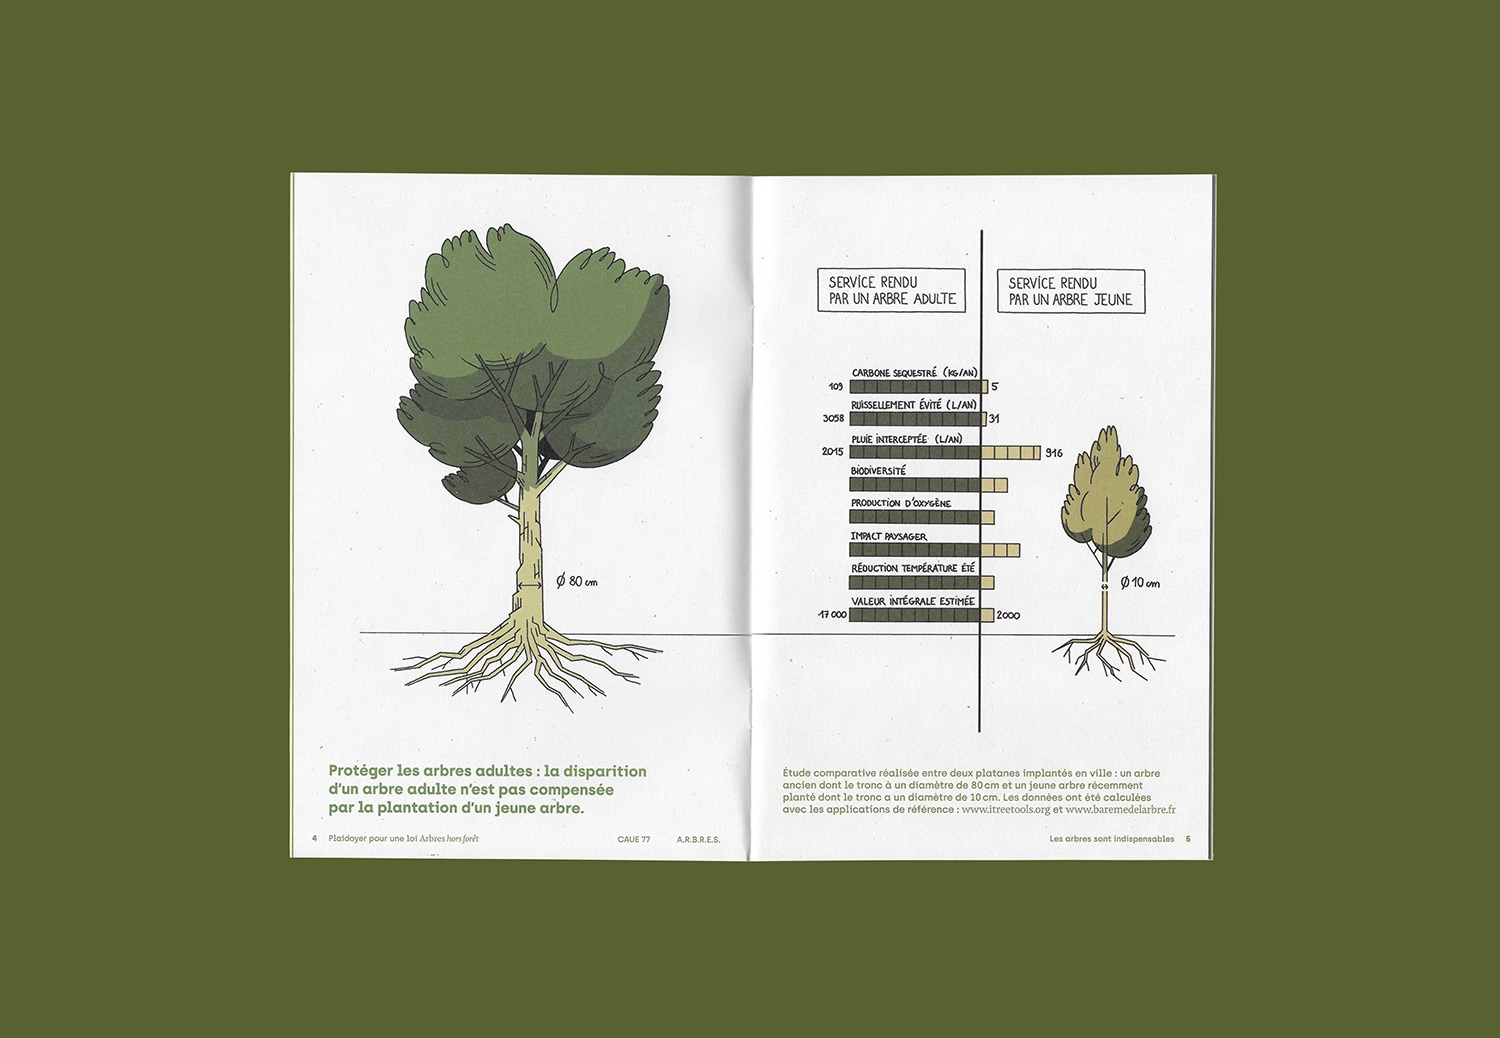 Ø 80 cm
Protéger les arbres adultes : la disparition
d'un arbre adulte n'est pas compensée
par la plantation d'un jeune arbre.
4 Plaidoyer pour une loi Arbres hors forêt CAUE 77 A.R.B.R.E.S.
SERVICE RENDU
PAR UN ARBRE ADULTE
SERVICE RENDU
PAR UN ARBRE JEUNE
CARBONE SEQUESTRÉ (KG/AN)
109 5
RUISSELLEMENT ÉVITÉ (L/AN)
3058 31
PLUIE INTERCEPTÉE (L/AN)
2015 916
BIODIVERSITÉ
PRODUCTION D'OXYGÈNE
IMPACT PAYSAGER
RÉDUCTION TEMPÉRATURE ÉTÉ
VALEUR INTÉGRALE ESTIMÉE
17 000 2000
Ø 10 cm
Étude comparative réalisée entre deux platanes implantés en ville : un arbre
ancien dont le tronc à un diamètre de 80 cm et un jeune arbre récemment
planté dont le tronc a un diamètre de 10 cm. Les données ont été calculées
avec les applications de référence : www.itreetools.org et www.baremedelarbre.fr
Les arbres sont indispensables 5